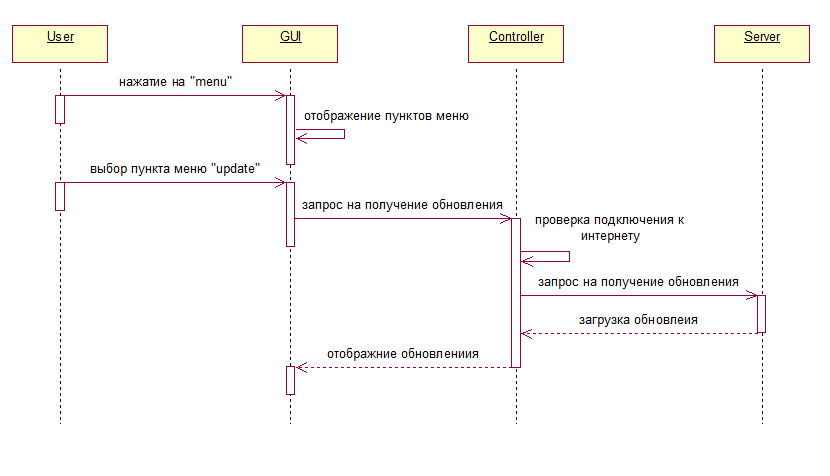 User
GUI
Controller
Server
нажатие на "menu"
отображение пунктов меню
выбор пункта меню "update"
запрос на получение обновления
проверка подключения к
интернету
запрос на получение обновления
загрузка обновлеия
отображние обновлениия